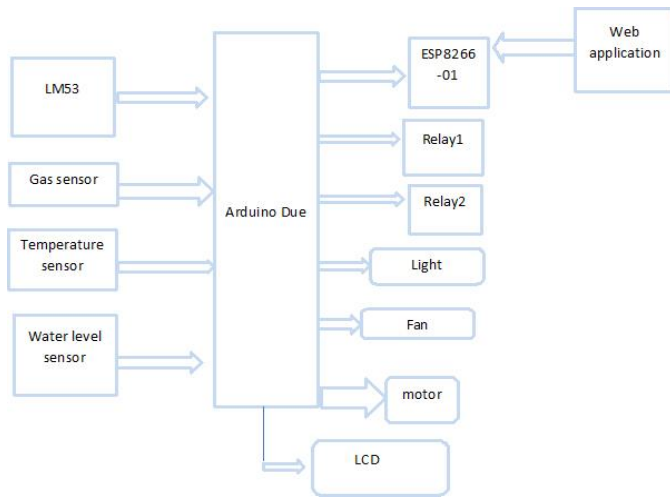 LM53
Gas sensor
Temperature
sensor
Water level
sensor
Arduino Due
ESP8266
-01
Web
application
Relay1
Relay2
Light
Fan
motor
LCD